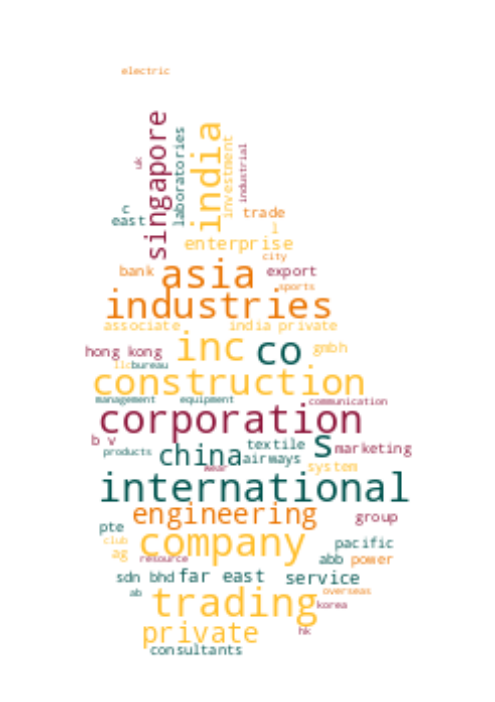 electric
singapore
uk
laboratories
india
investment
industrial
c
east
trade
l
enterprise
city
bank
asia
export
sports
industries
associate
india private
hong kong
inc
co
gmbh
llc
bureau
construction
management
equipment
communication
corporation
b v
s
products
china
textile
airways
marketing
wear
system
international
engineering
group
pte
club
company
pacific
ag
resource
abb
power
sdn bhd
far east
service
ab
overseas
trading
korea
private
hk
consultants